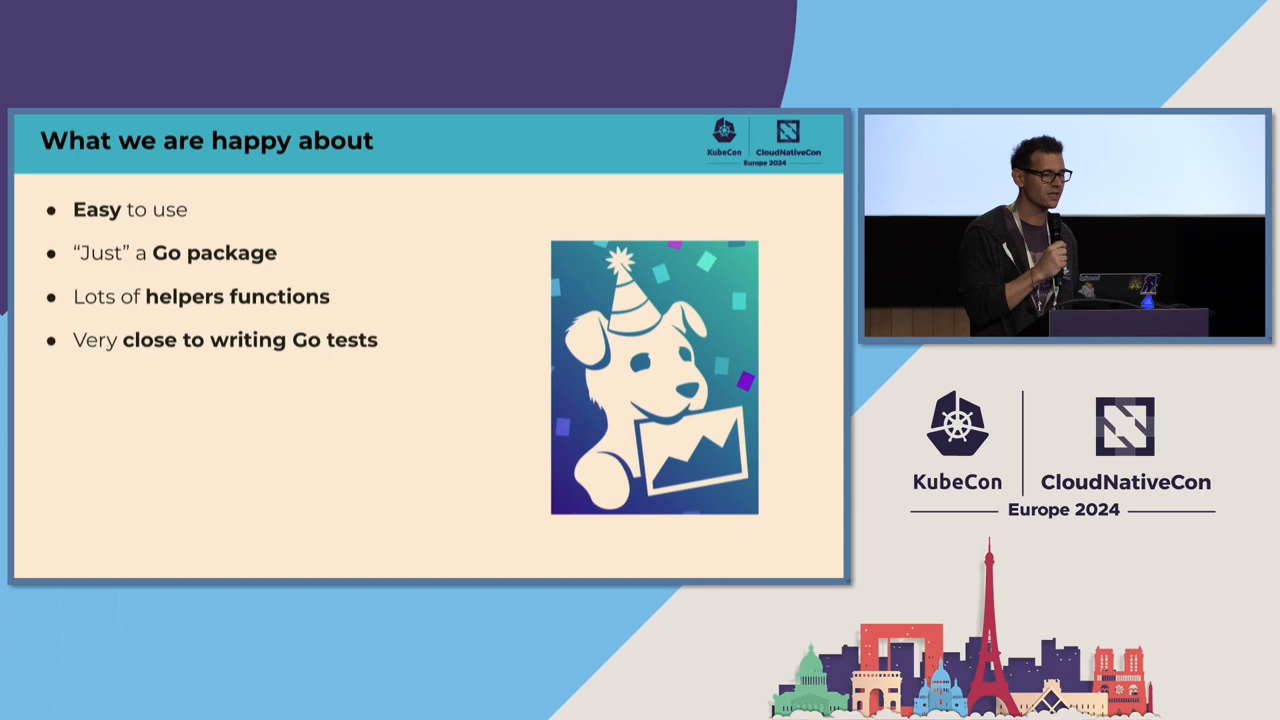 What we are happy about
KubeCon
CloudNativeCon
Europe 2024
● Easy to use
● “Just” a Go package
● Lots of helpers functions
● Very close to writing Go tests
KubeCon
CloudNativeCon
Europe 2024